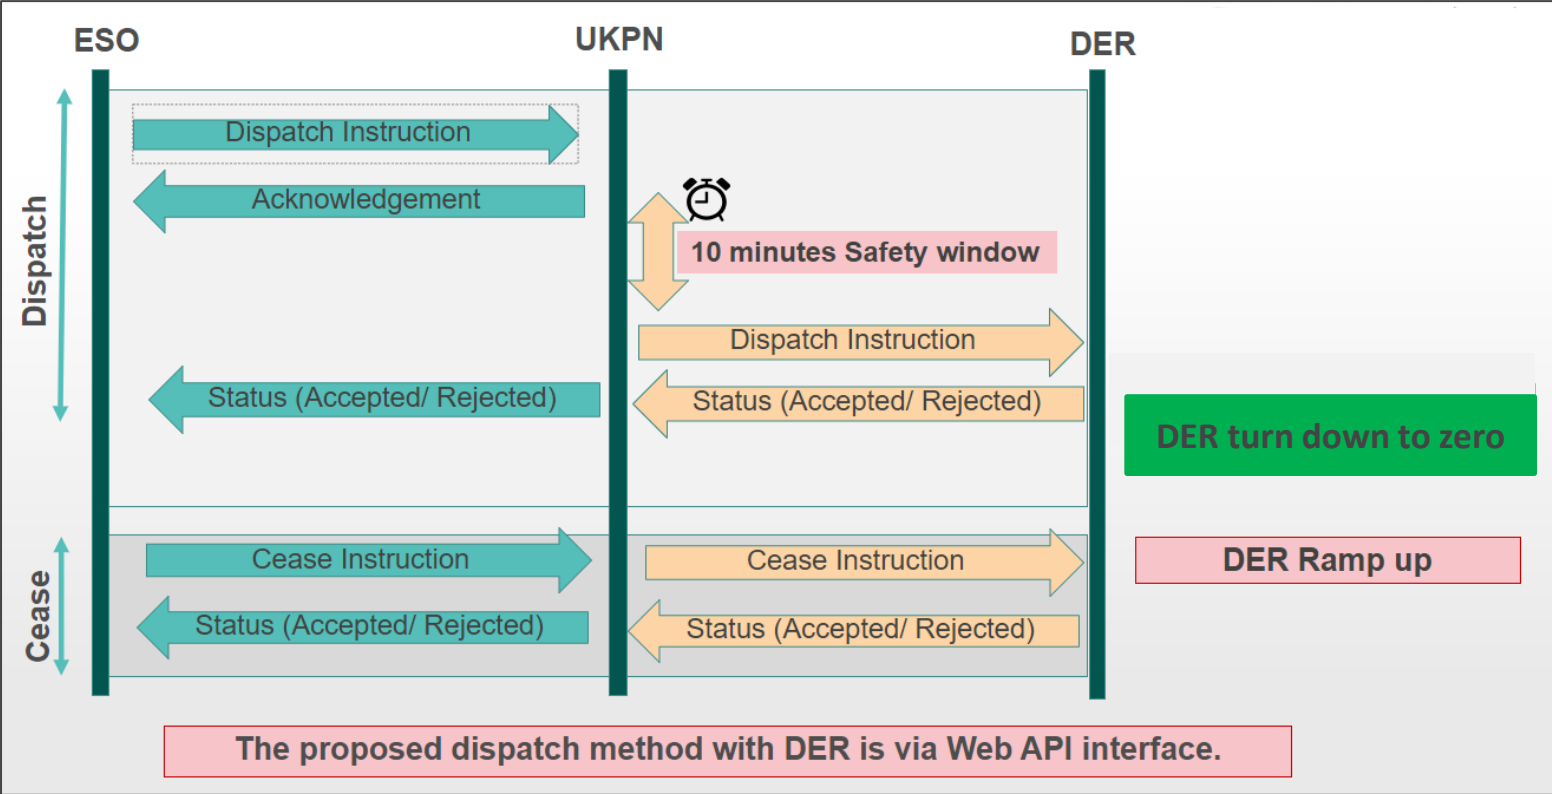 ESO
UKPN
DER
Dispatch
Dispatch Instruction
Acknowledgement
10 minutes Safety window
Dispatch Instruction
Status (Accepted/ Rejected)
Status (Accepted/ Rejected)
DER turn down to zero
Cease
Cease Instruction
Cease Instruction
DER Ramp up
Status (Accepted/ Rejected)
Status (Accepted/ Rejected)
The proposed dispatch method with DER is via Web API interface.